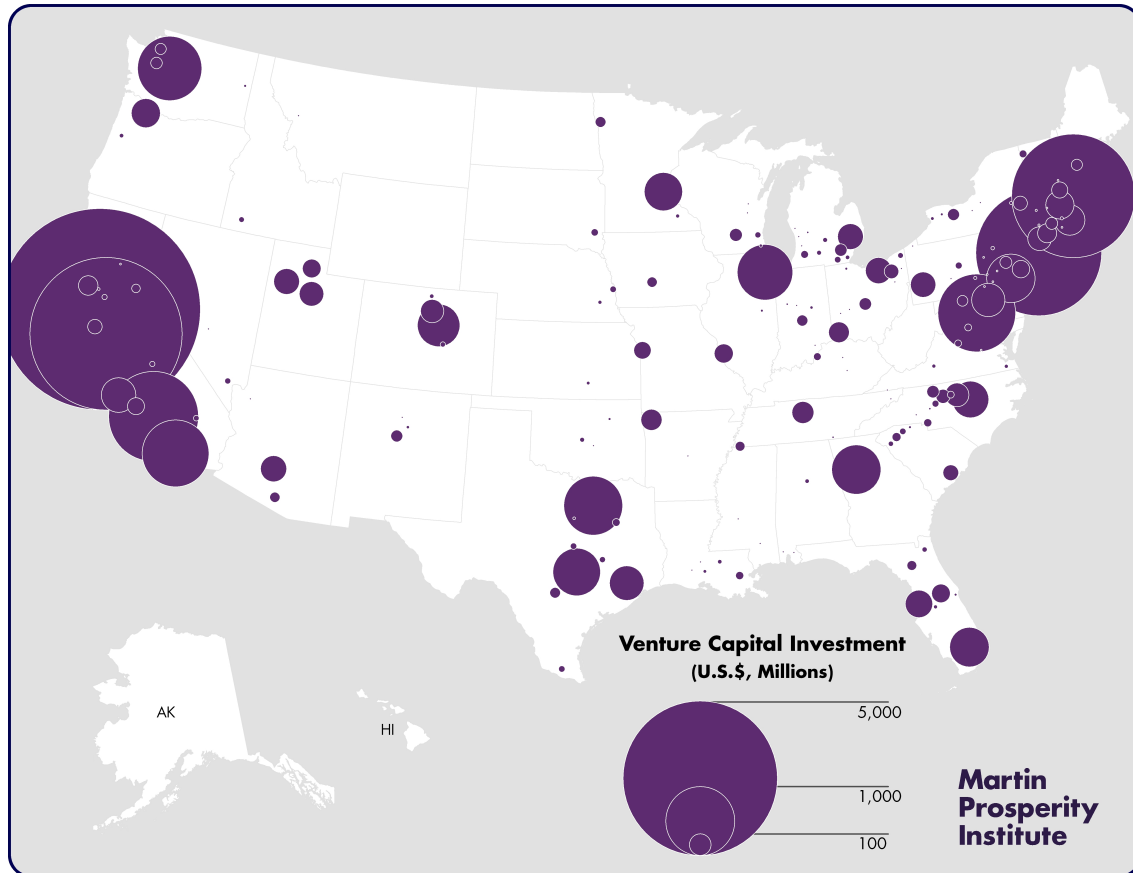 AK
HI
Venture Capital Investment
(U.S.$, Millions)
5,000
1,000
100
Martin
Prosperity
Institute